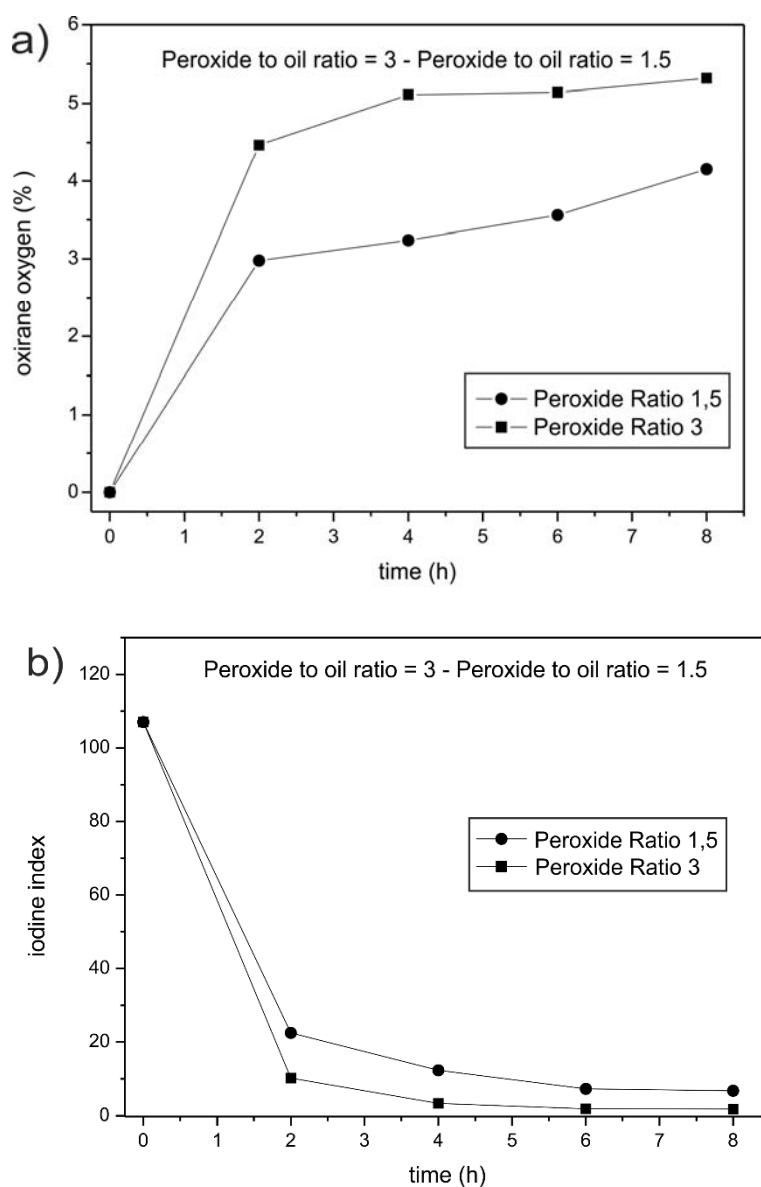 a)
Peroxide to oil ratio = 3 - Peroxide to oil ratio = 1.5
6
5
4
3
2
1
0
oxirane oxygen (% )
Peroxide Ratio 1,5
Peroxide Ratio 3
0 1 2 3 4 5 6 7 8
time (h)
b)
Peroxide to oil ratio = 3 - Peroxide to oil ratio = 1.5
120
100
80
60
40
20
0
iodine index
Peroxide Ratio 1,5
Peroxide Ratio 3
0 1 2 3 4 5 6 7 8
time (h)